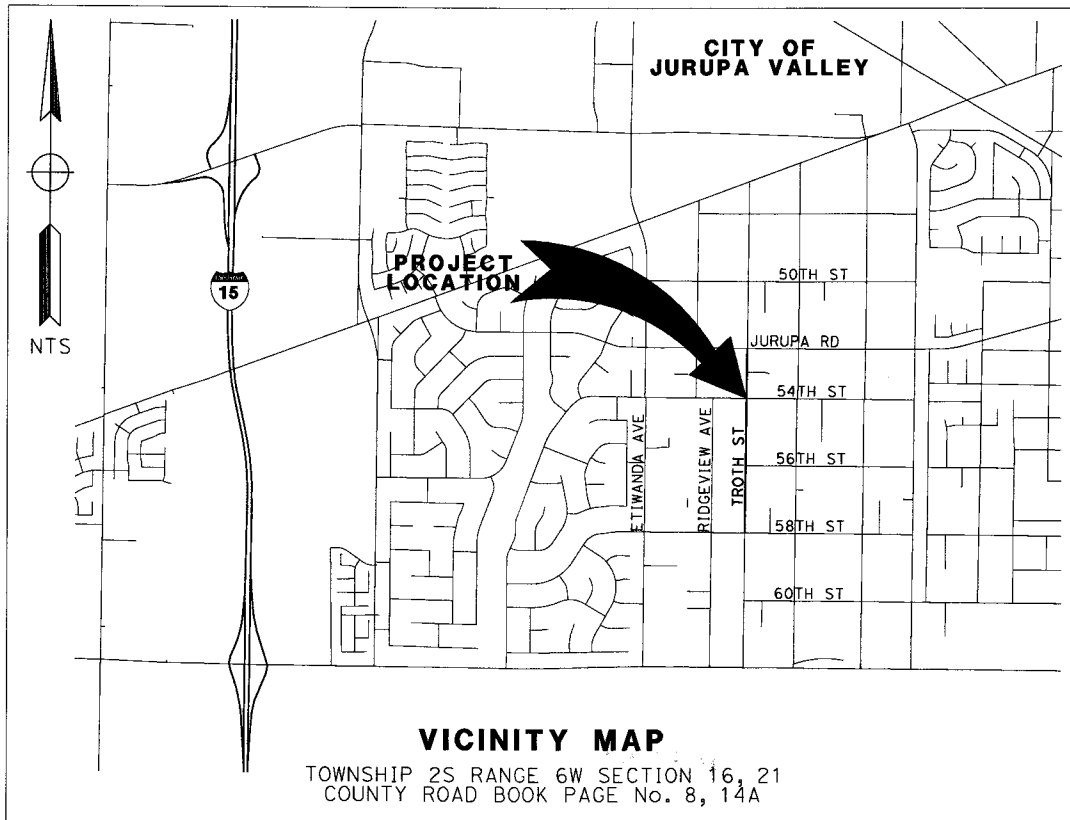 CITY OF
JURUPA VALLEY
PROJECT
LOCATION
15
NTS
50TH ST
JURUPA RD
54TH ST
ETIWANDA AVE
RIDGEVIEW AVE
TROTH ST
56TH ST
58TH ST
60TH ST
VICINITY MAP
TOWNSHIP 2S RANGE 6W SECTION 16, 21
COUNTY ROAD BOOK PAGE No. 8, 14A